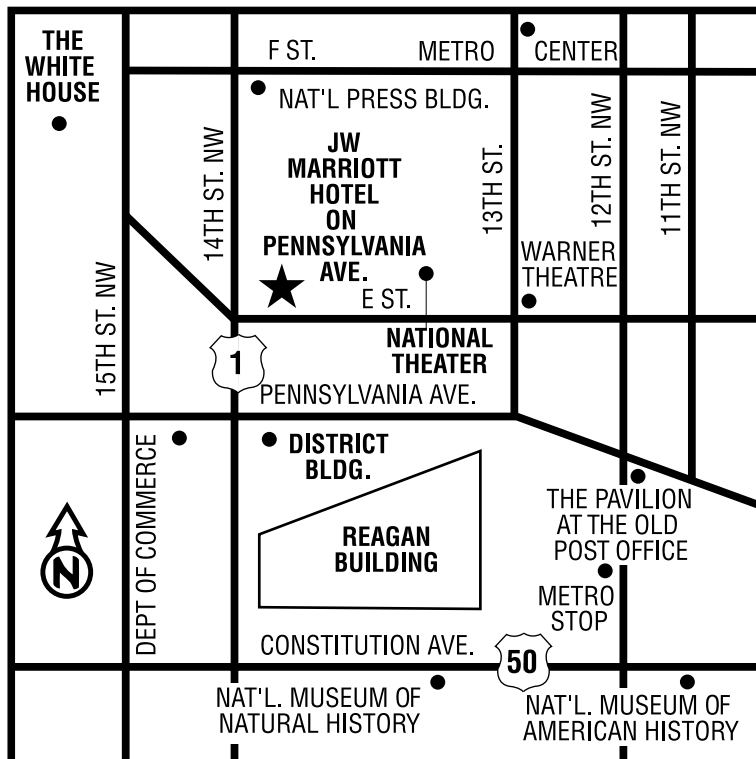 THE
WHITE
HOUSE
F ST.
METRO
CENTER
NAT'L PRESS BLDG.
JW
MARRIOTT
HOTEL
ON
PENNSYLVANIA
AVE.
14TH ST. NW
13TH ST.
12TH ST. NW
11TH ST. NW
WARNER
THEATRE
E ST.
15TH ST. NW
NATIONAL
THEATER
1
PENNSYLVANIA AVE.
DISTRICT
BLDG.
DEPT OF COMMERCE
REAGAN
BUILDING
THE PAVILION
AT THE OLD
POST OFFICE
N
METRO
STOP
CONSTITUTION AVE.
50
NAT'L. MUSEUM OF
NATURAL HISTORY
NAT'L. MUSEUM OF
AMERICAN HISTORY